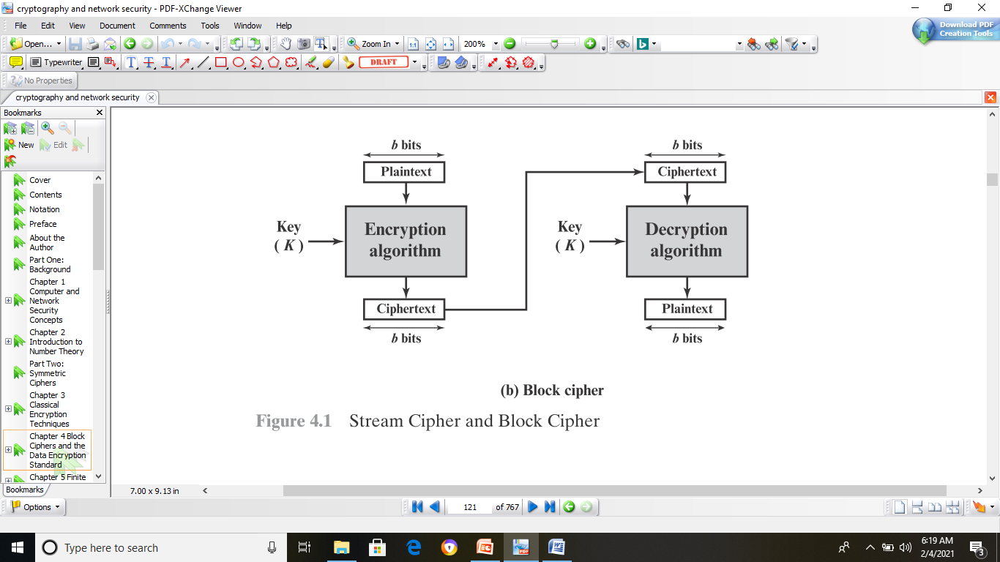 cryptography and network security - PDF-XChange Viewer
File Edit View Document Comments Tools Window Help
Download PDF
Creation Tools
Open... Zoom In 1:1 200%
Typewriter T T T DRAFT
No Properties
cryptography and network security
Bookmarks
New Edit
Cover
Contents
Notation
Preface
About the
Author
Part One:
Background
Chapter 1
Computer and
Network
Security
Concepts
Chapter 2
Introduction to
Number Theory
Part Two:
Symmetric
Ciphers
Chapter 3
Classical
Encryption
Techniques
Chapter 4 Block
Ciphers and the
Data Encryption
Standard
Chapter 5 Finite
Bookmarks
b bits
Plaintext
Key
( K )
Encryption
algorithm
Ciphertext
b bits
b bits
Ciphertext
Key
( K )
Decryption
algorithm
Plaintext
b bits
(b) Block cipher
Figure 4.1 Stream Cipher and Block Cipher
7.00 x 9.13 in
Options
121 of 767
Type here to search
6:19 AM
2/4/2021
3